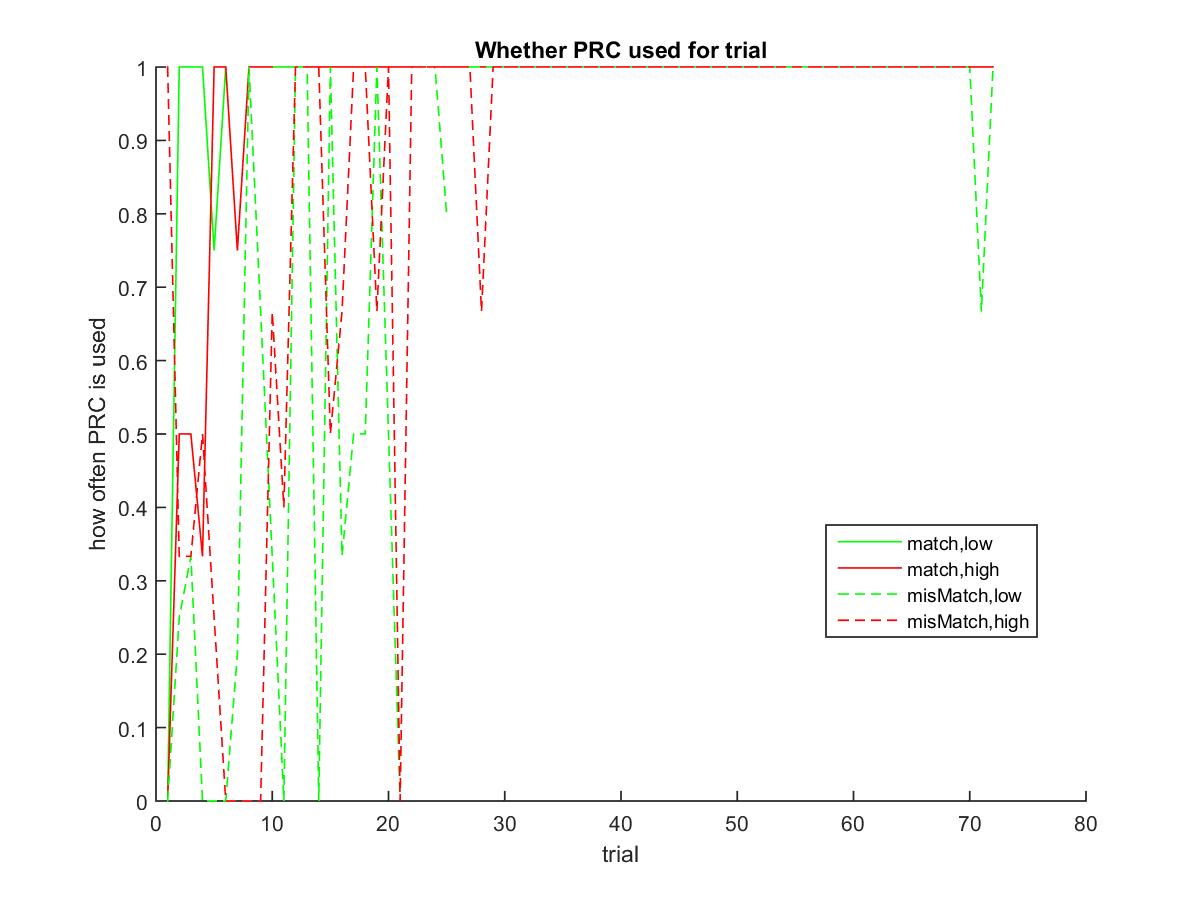 Whether PRC used for trial
1
0.9
0.8
0.7
0.6
0.5
0.4
0.3
0.2
0.1
0
how often PRC is used
match,low
match,high
misMatch,low
misMatch,high
0 10 20 30 40 50 60 70 80
trial